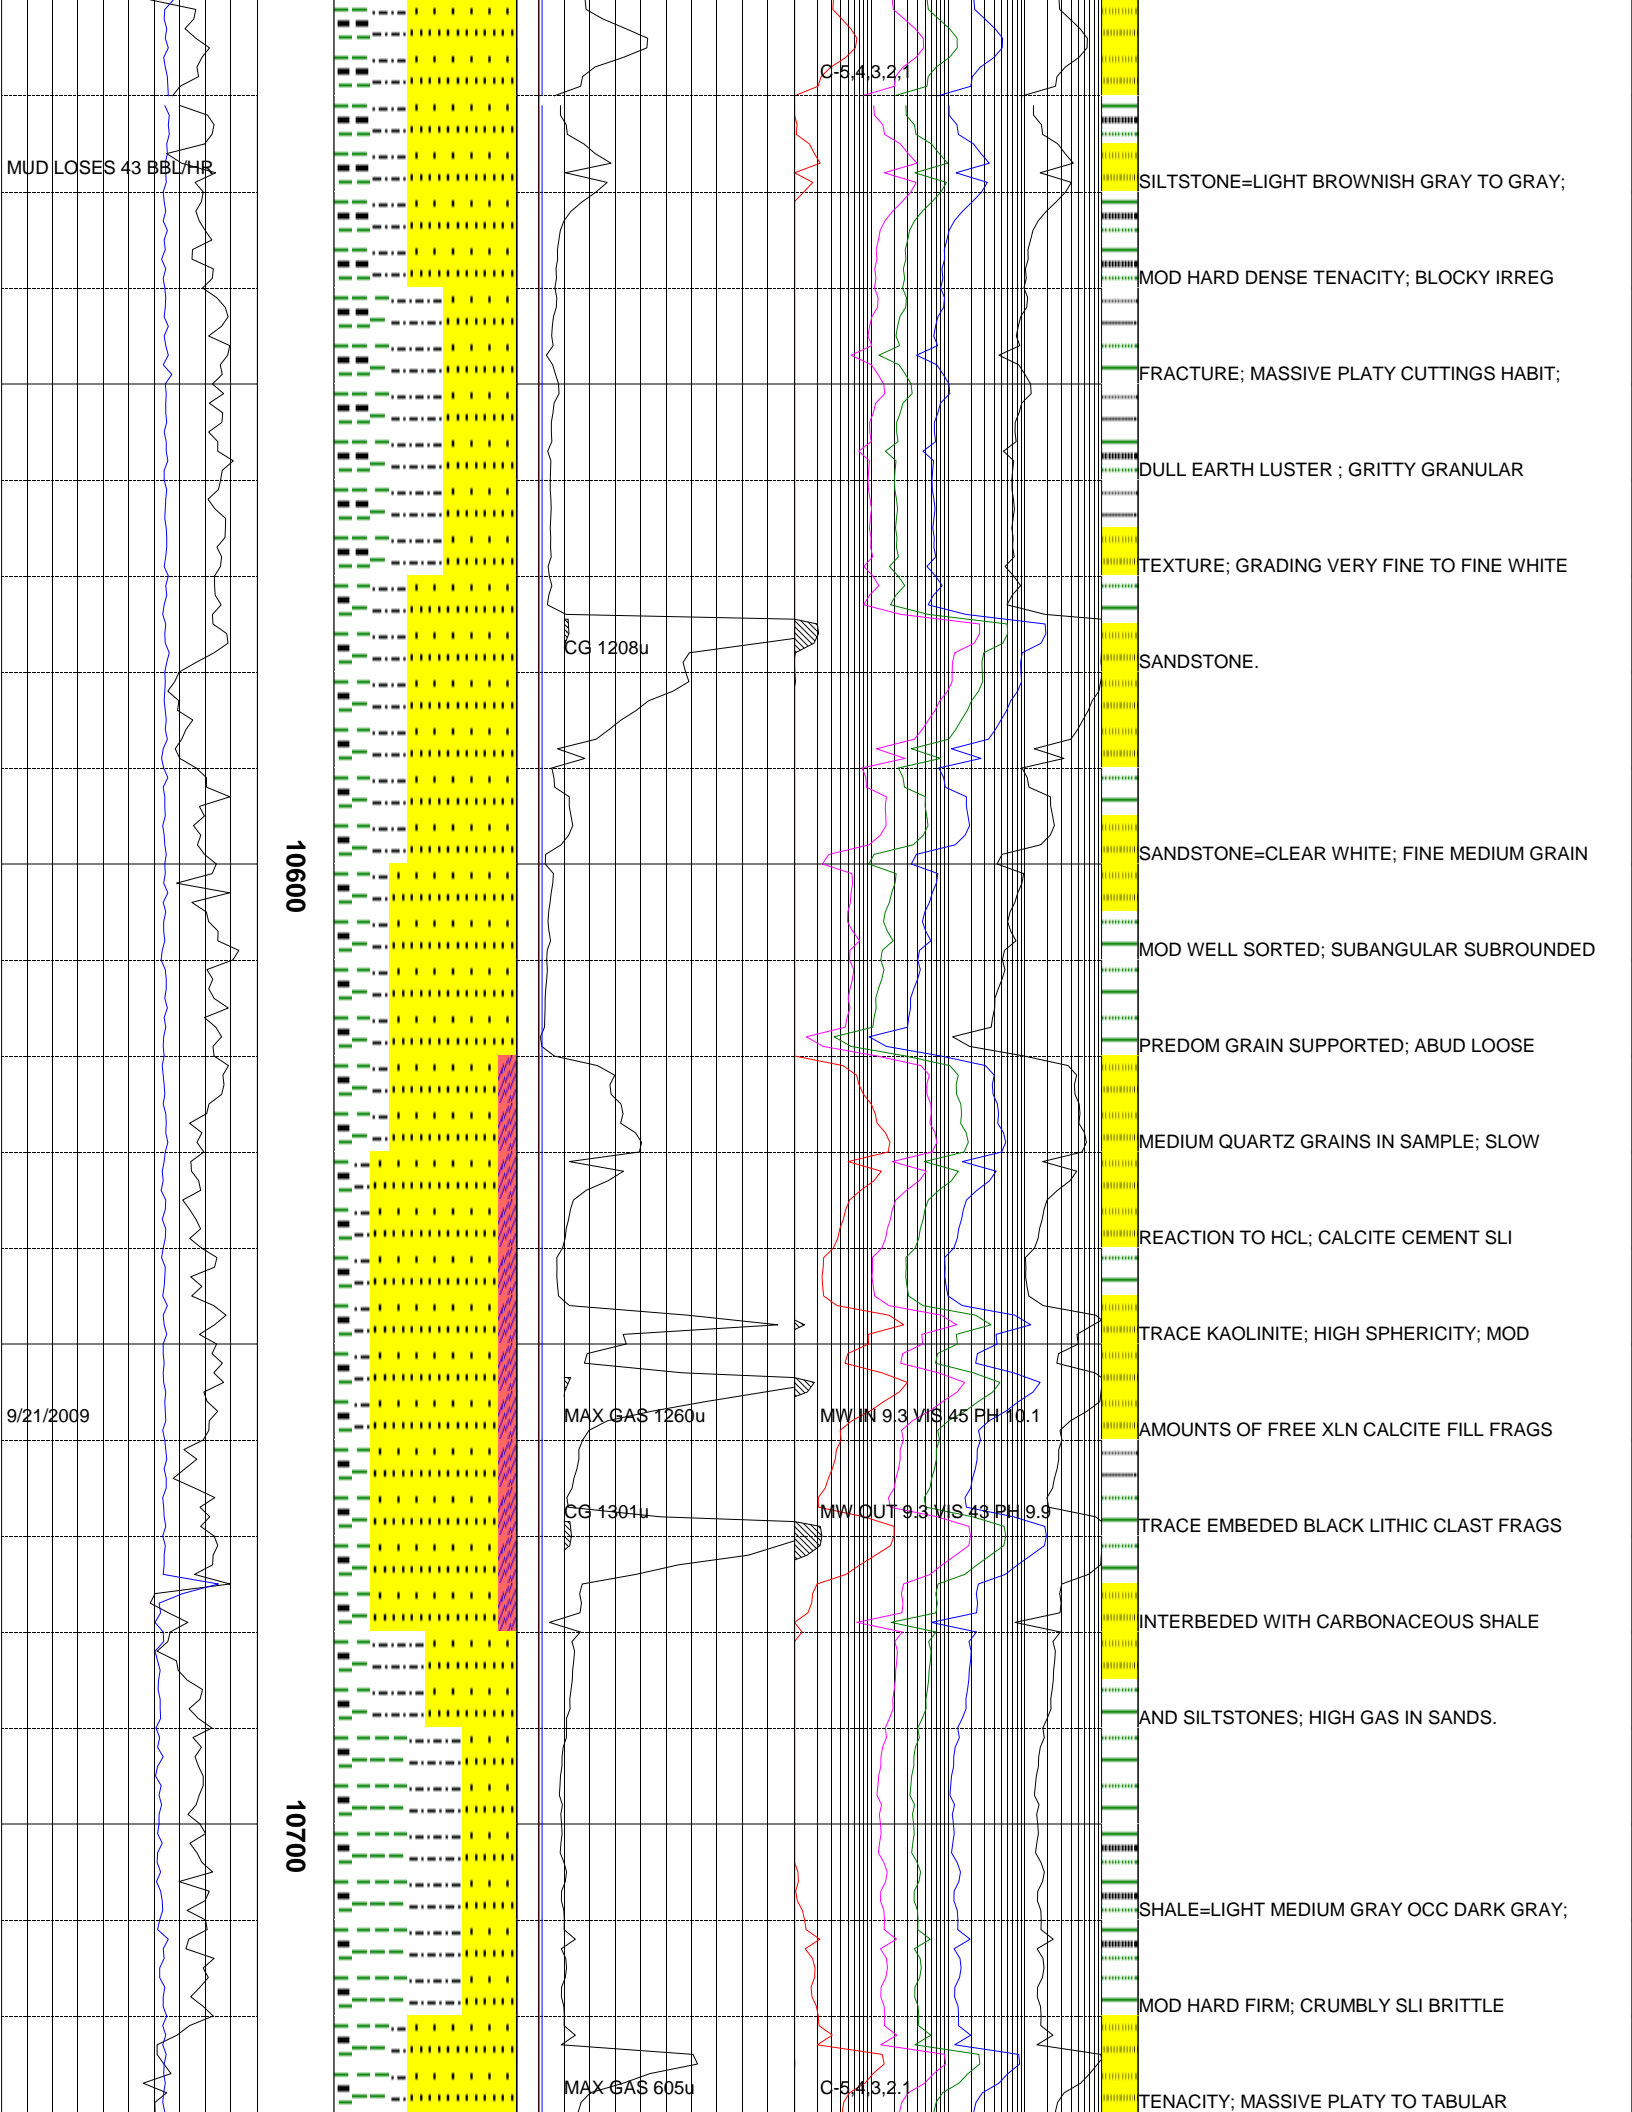 C-5,4,3,2,1
MUD LOSES 43 BBL/HR
SILTSTONE=LIGHT BROWNISH GRAY TO GRAY;
MOD HARD DENSE TENACITY; BLOCKY IRREG
FRACTURE; MASSIVE PLATY CUTTINGS HABIT;
DULL EARTH LUSTER ; GRITTY GRANULAR
TEXTURE; GRADING VERY FINE TO FINE WHITE
CG 1208u
SANDSTONE.
10600
SANDSTONE=CLEAR WHITE; FINE MEDIUM GRAIN
MOD WELL SORTED; SUBANGULAR SUBROUNDED
PREDOM GRAIN SUPPORTED; ABUD LOOSE
MEDIUM QUARTZ GRAINS IN SAMPLE; SLOW
REACTION TO HCL; CALCITE CEMENT SLI
TRACE KAOLINITE; HIGH SPHERICITY; MOD
9/21/2009
MAX GAS 1260u
MW IN 9.3 VIS 45 PH 10.1
AMOUNTS OF FREE XLN CALCITE FILL FRAGS
CG 1301u
MW OUT 9.3 VIS 43 PH 9.9
TRACE EMBEDED BLACK LITHIC CLAST FRAGS
INTERBEDED WITH CARBONACEOUS SHALE
AND SILTSTONES; HIGH GAS IN SANDS.
10700
SHALE=LIGHT MEDIUM GRAY OCC DARK GRAY;
MOD HARD FIRM; CRUMBLY SLI BRITTLE
MAX GAS 605u
C-5,4,3,2.1
TENACITY; MASSIVE PLATY TO TABULAR